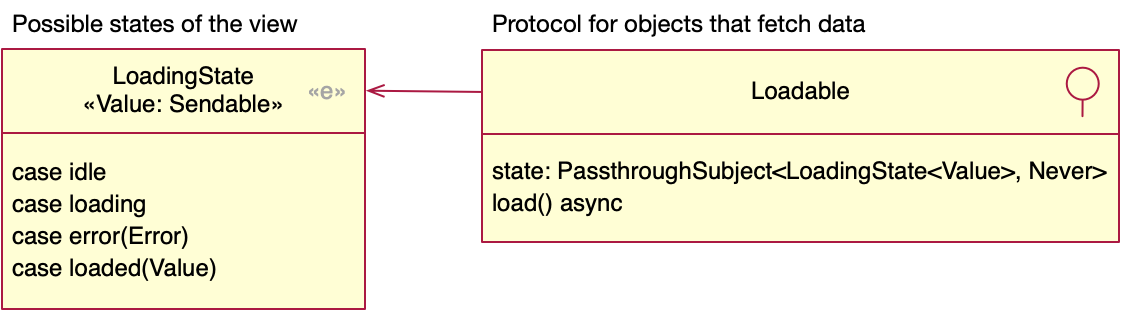 Possible states of the view
LoadingState
«Value: Sendable»
«e»
case idle
case loading
case error(Error)
case loaded(Value)
Protocol for objects that fetch data
Loadable
state: PassthroughSubject<LoadingState<Value>, Never>
load() async